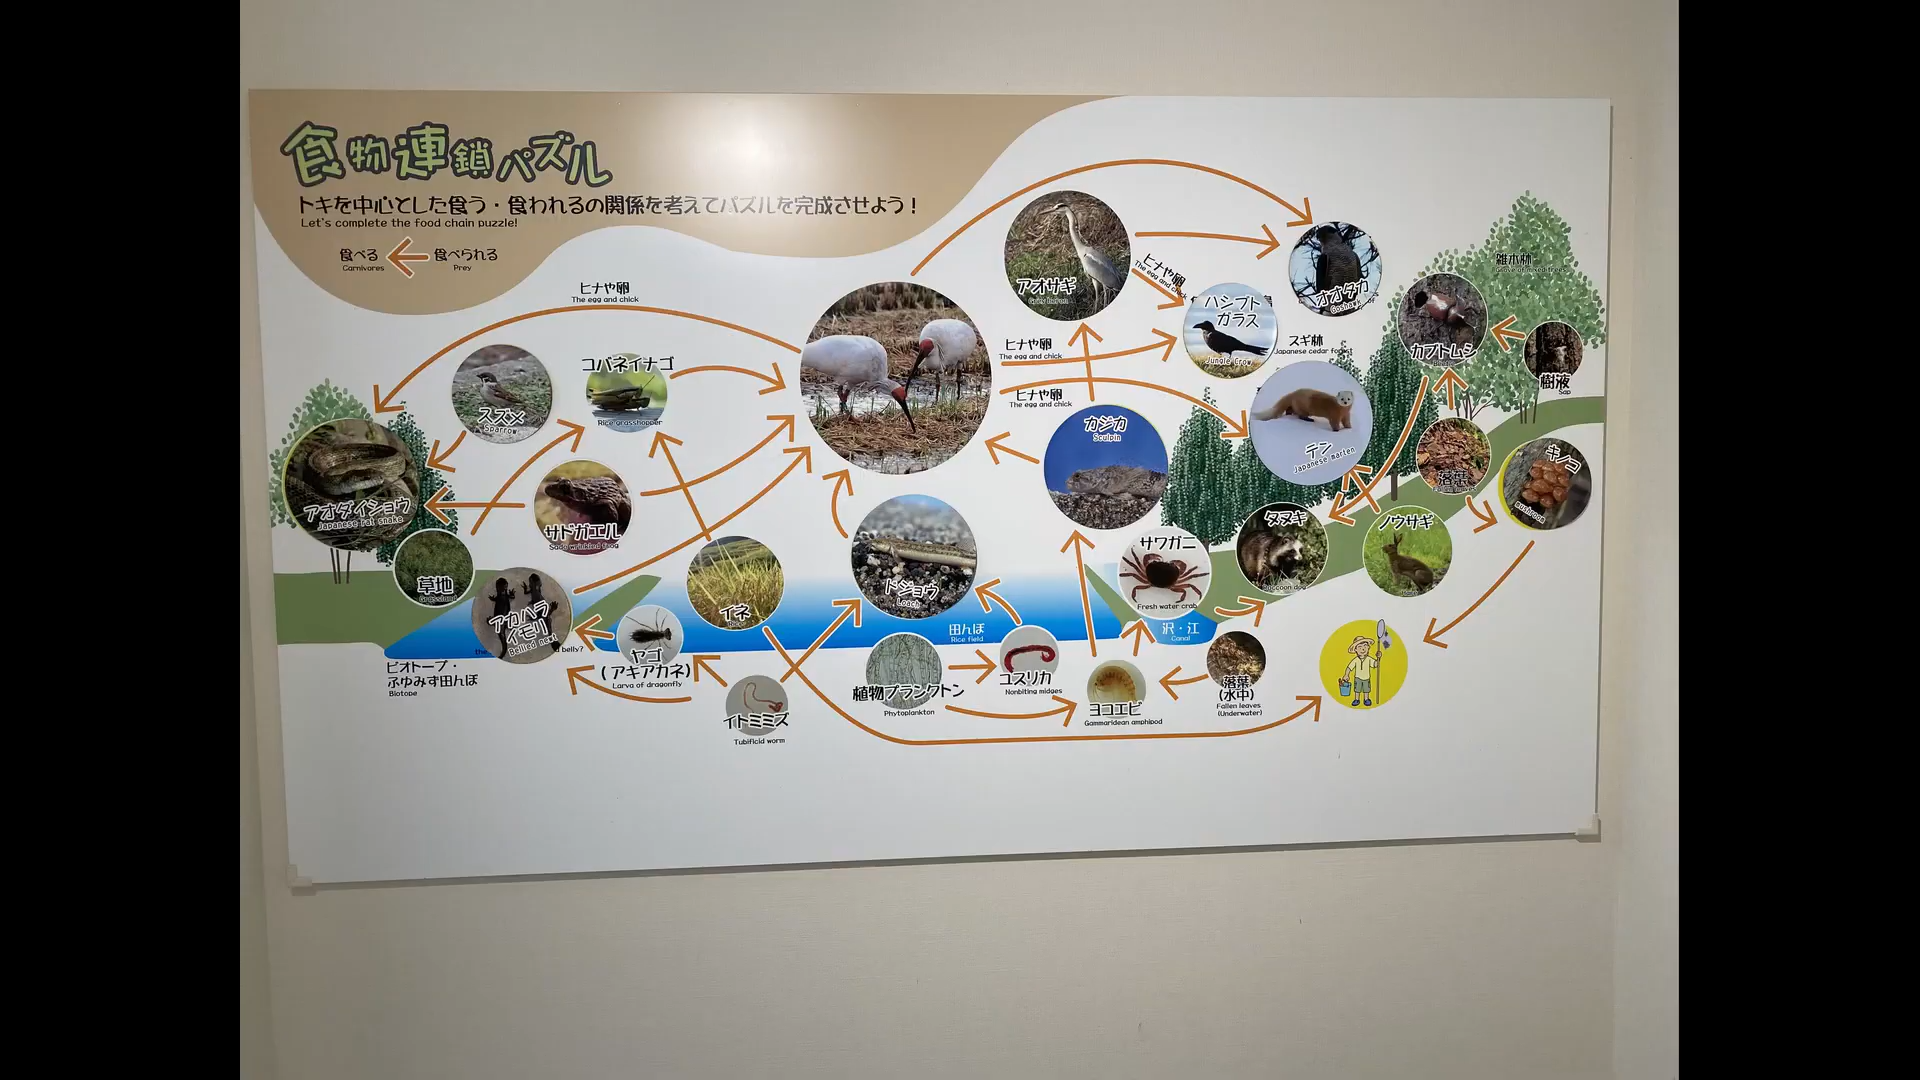 食物連鎖パズル
トキを中心とした食う・食われるの関係を考えてパズルを完成させよう！
Let's complete the food chain puzzle!
食べる
Carnivores
食べられる
Prey
ヒナや卵
The egg and chick
アオサギ
ヒナや卵
The egg and chick
オオタカ
Goshawk
ハシブト
ガラス
Jungle Crow
ヒナや卵
The egg and chick
ヒナや卵
The egg and chick
スギ林
Japanese cedar forest
雑木林
カブトムシ
樹液
Sap
スズメ
Sparrow
コバネイナゴ
Rice grasshopper
カジカ
Sculpin
テン
Japanese marten
落葉
キノコ
mushroom
アオダイショウ
Japanese rat snake
サドガエル
Sado wrinkled frog
草地
Grassland
アカハラ
イモリ
Bellied newt
the
belly?
イネ
Rice
ドジョウ
Loach
サワガニ
Fresh water crab
タヌキ
Raccoon dog
ノウサギ
田んぼ
Rice field
沢・江
Canal
ビオトープ・
ふゆみず田んぼ
Biotope
ヤゴ
(アキアカネ)
Larva of dragonfly
イトミミズ
Tubificid worm
植物プランクトン
Phytoplankton
ユスリカ
Nonbiting midges
ヨコエビ
Gammaridean amphipod
落葉
(水中)
Fallen leaves
(Underwater)